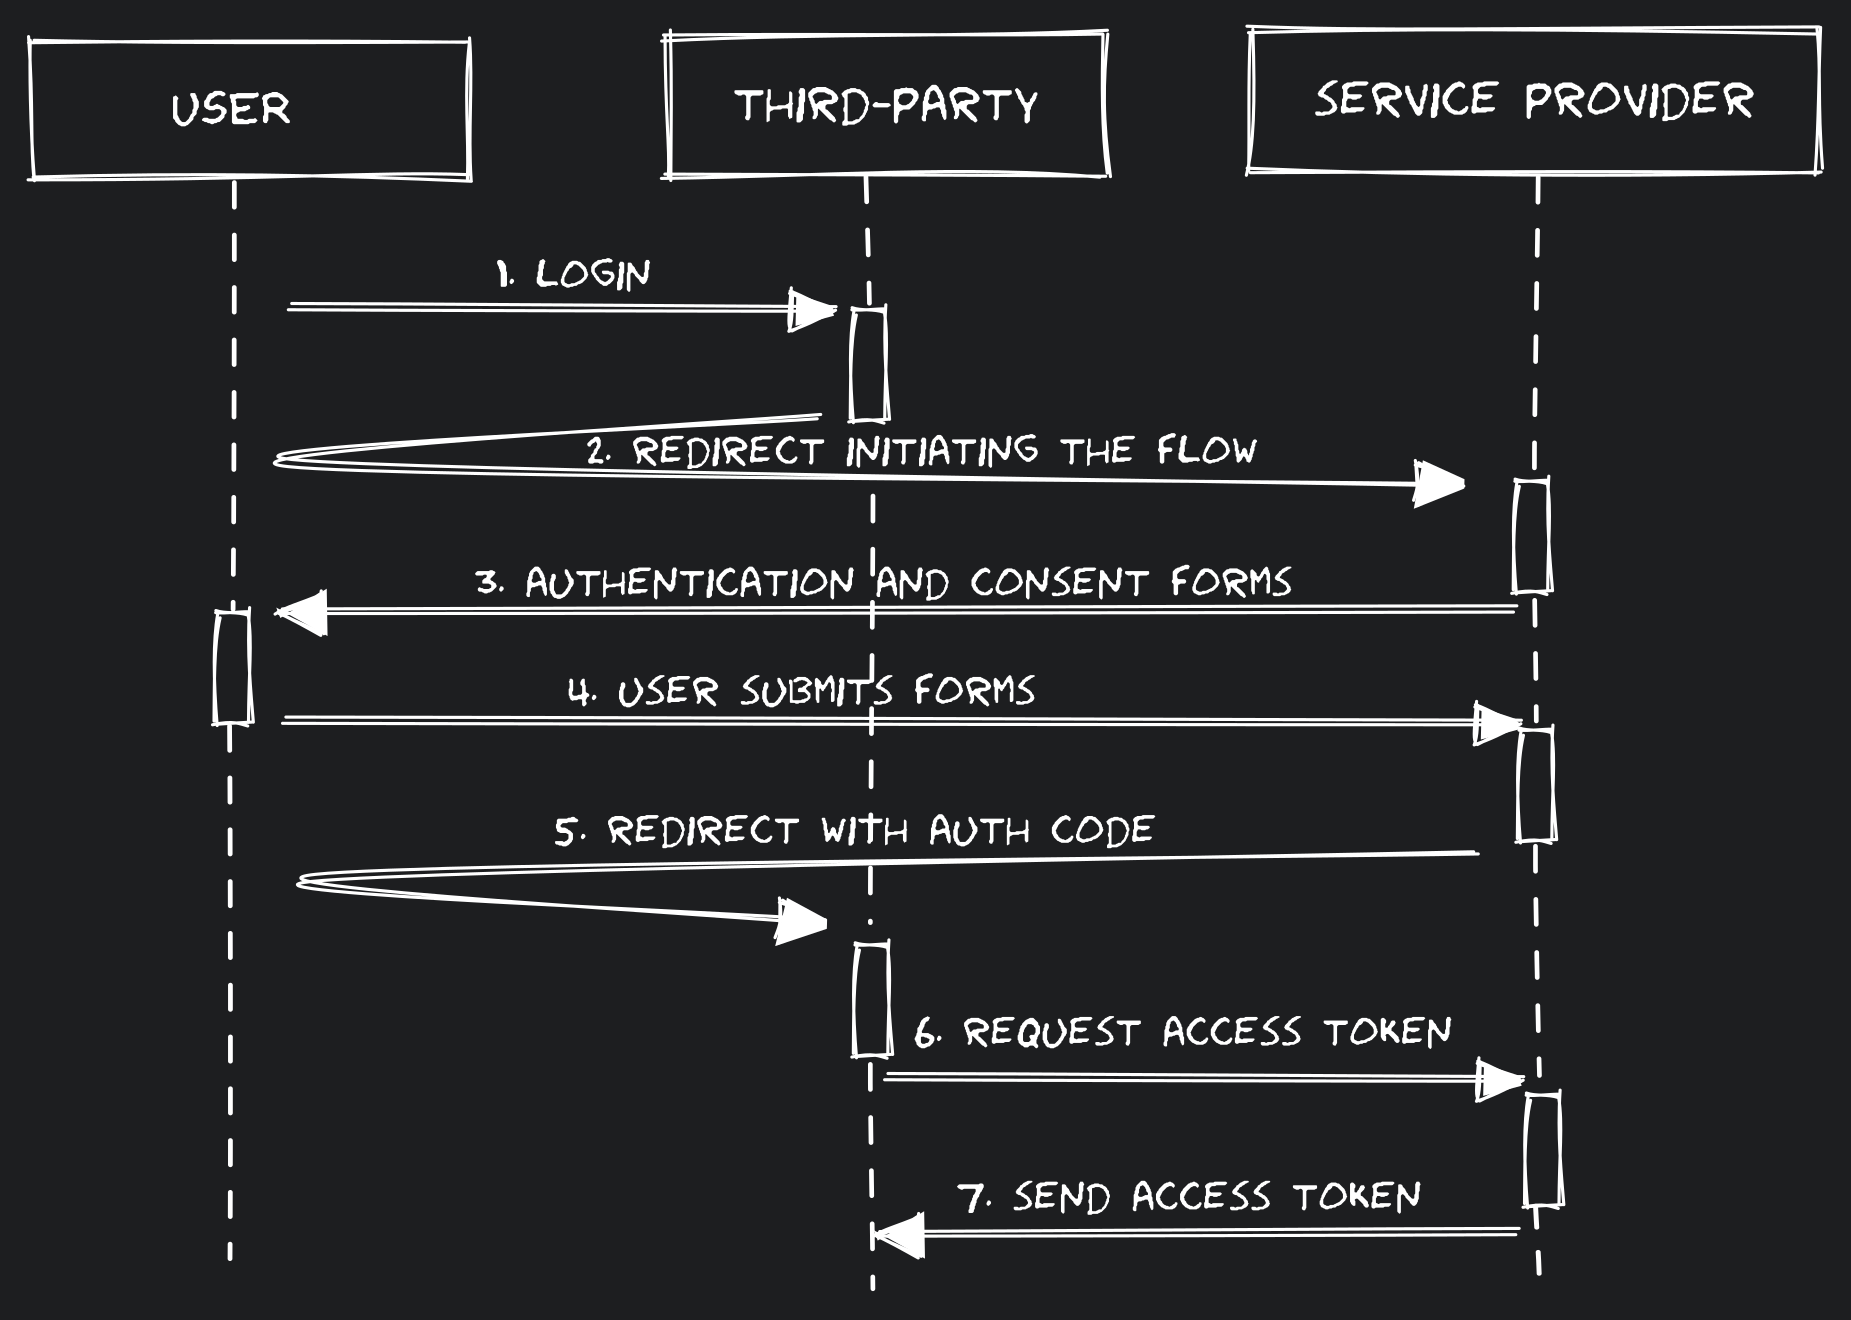 USER
THIRD-PARTY
SERVICE PROVIDER
1. LOGIN
2. REDIRECT INITIATING THE FLOW
3. AUTHENTICATION AND CONSENT FORMS
4. USER SUBMITS FORMS
5. REDIRECT WITH AUTH CODE
6. REQUEST ACCESS TOKEN
7. SEND ACCESS TOKEN